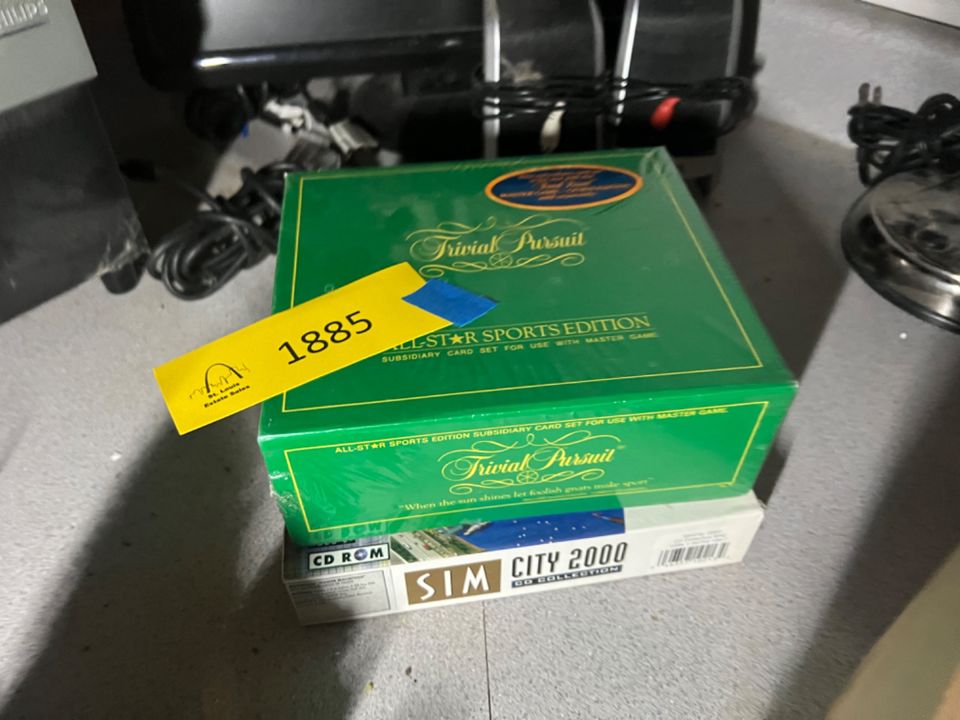 PHILIPS
Trivial Pursuit
ALL-ST★R SPORTS EDITION
SUBSIDIARY CARD SET FOR USE WITH MASTER GAME.
1885
St. Louis
Estate Sales
ALL-ST★R SPORTS EDITION SUBSIDIARY CARD SET FOR USE WITH MASTER GAME.
Trivial Pursuit
"When the sun shines let foolish gnats make sport"
CD ROM
SIM CITY 2000
CD COLLECTION